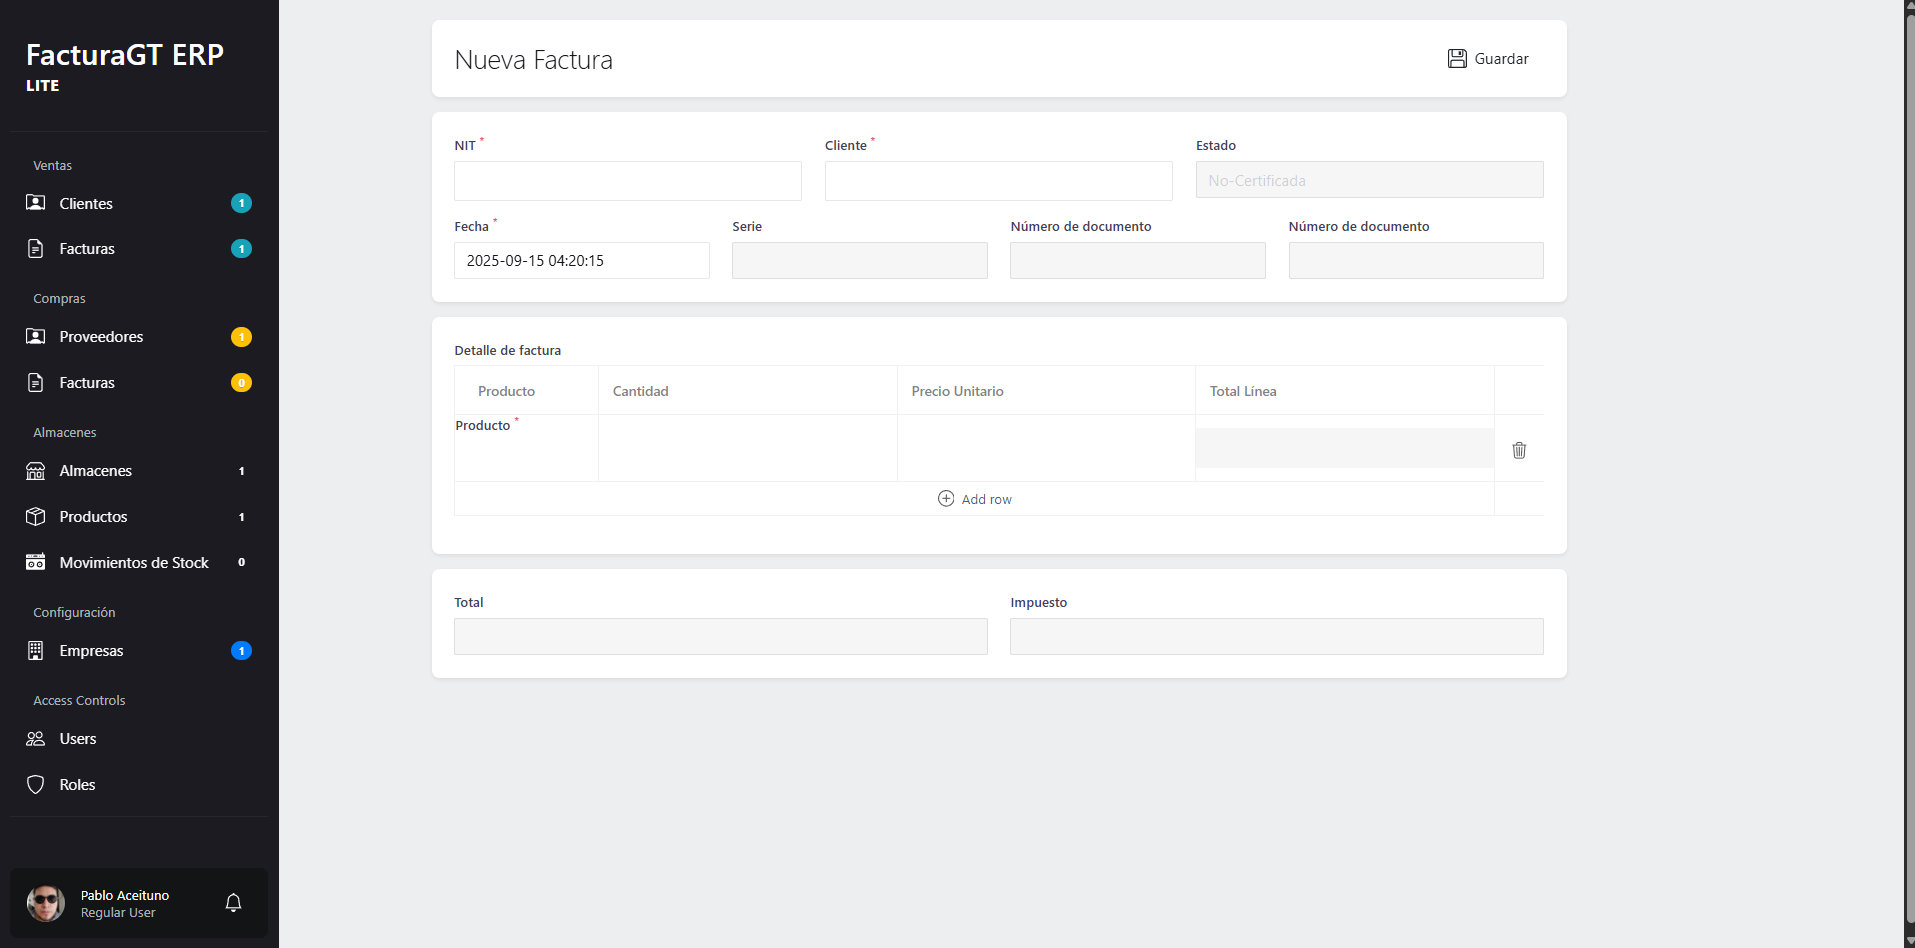 FacturaGT ERP
LITE
Ventas
Clientes 1
Facturas 1
Compras
Proveedores 1
Facturas 0
Almacenes
Almacenes 1
Productos 1
Movimientos de Stock 0
Configuración
Empresas 1
Access Controls
Users
Roles
Pablo Aceituno
Regular User
Nueva Factura Guardar
NIT * Cliente * Estado
No-Certificada
Fecha * Serie Número de documento Número de documento
2025-09-15 04:20:15
Detalle de factura
Producto Cantidad Precio Unitario Total Línea
Producto *
Add row
Total Impuesto